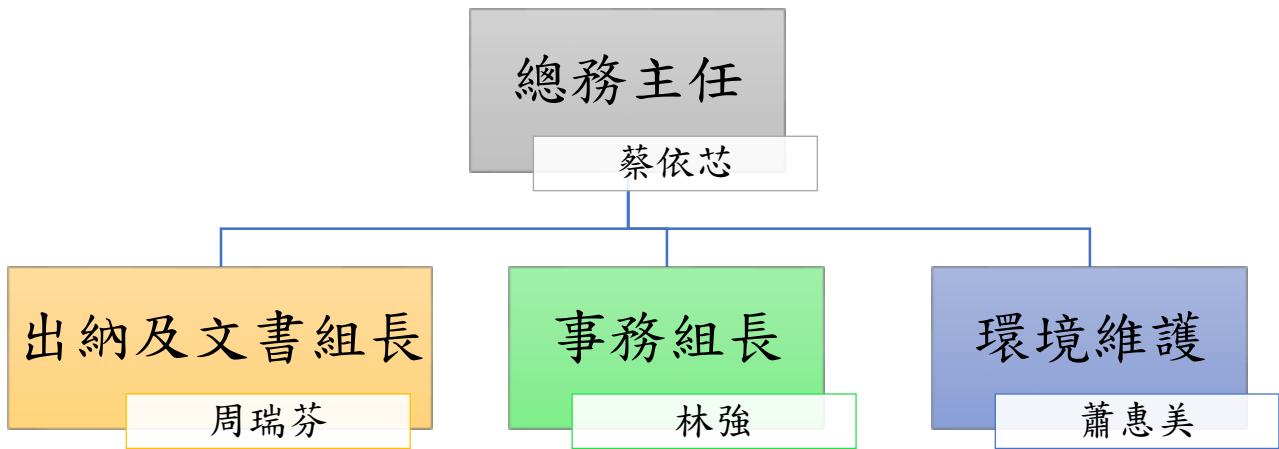 總務主任
蔡依芯
出納及文書組長
周瑞芬
事務組長
林強
環境維護
蕭惠美